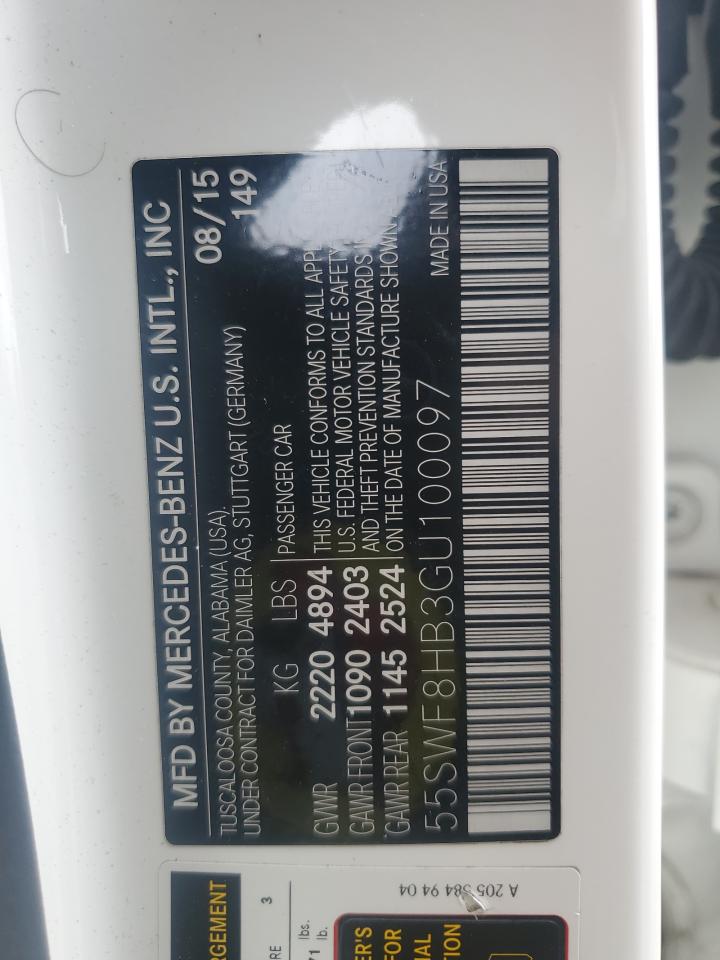 MFD BY MERCEDES-BENZ U.S. INTL., INC
TUSCALOOSA COUNTY, ALABAMA (USA),
UNDER CONTRACT FOR DAIMLER AG, STUTTGART (GERMANY)
08/15
149
KG LBS PASSENGER CAR
GVWR 2220 4894
GAWR FRONT 1090 2403
GAWR REAR 1145 2524
THIS VEHICLE CONFORMS TO ALL
U.S. FEDERAL MOTOR VEHICLE SAFETY
AND THEFT PREVENTION STANDARDS
ON THE DATE OF MANUFACTURE SHOWN
MADE IN USA
55SWF8HB3GU100097
A 205 584 94 04
3
lbs.
lb.
FOR